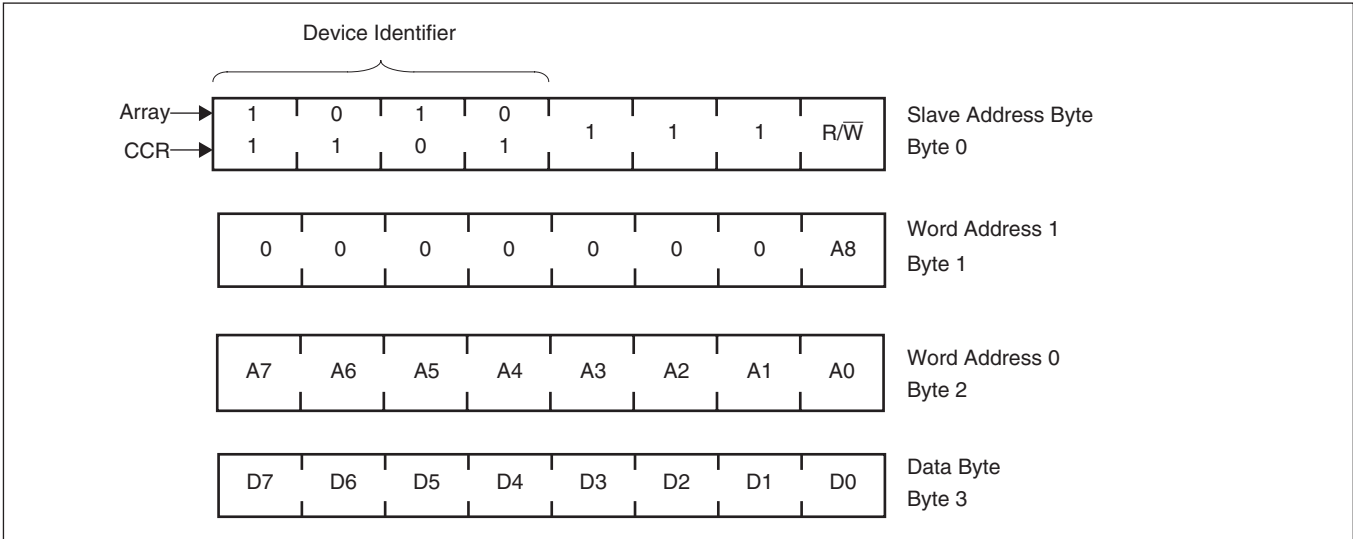 Device Identifier
Array 1 0 1 0 1 1 1 R/W̅ Slave Address Byte
CCR 1 1 0 1 Byte 0
0 0 0 0 0 0 0 A8 Word Address 1
Byte 1
A7 A6 A5 A4 A3 A2 A1 A0 Word Address 0
Byte 2
D7 D6 D5 D4 D3 D2 D1 D0 Data Byte
Byte 3